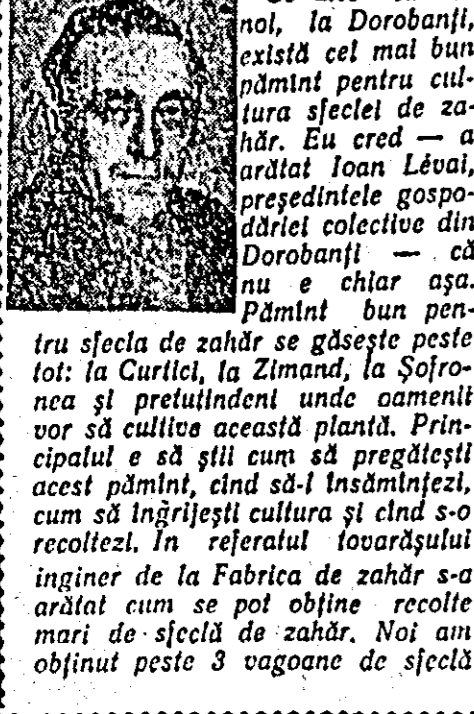 nol, la Dorobanţi,
există cel mai bun
pămînt pentru cul-
tura sfeclei de za-
hăr. Eu cred — a
arătat Ioan Lévai,
preşedintele gospo-
dăriei colective din
Dorobanţi — că
nu e chiar aşa.
Pămînt bun pen-
tru sfecla de zahăr se găseşte peste
tot: la Curtici, la Zimand, la Şofro-
nea şi pretutindeni unde oamenii
vor să cultive această plantă. Prin-
cipalul e să ştii cum să pregăteşti
acest pămînt, cînd să-l însămînţezi,
cum să îngrijeşti cultura şi cînd s-o
recoltezi. In referatul tovarăşului
inginer de la Fabrica de zahăr s-a
arătat cum se pot obţine recolte
mari de sfeclă de zahăr. Noi am
obţinut peste 3 vagoane de sfeclă